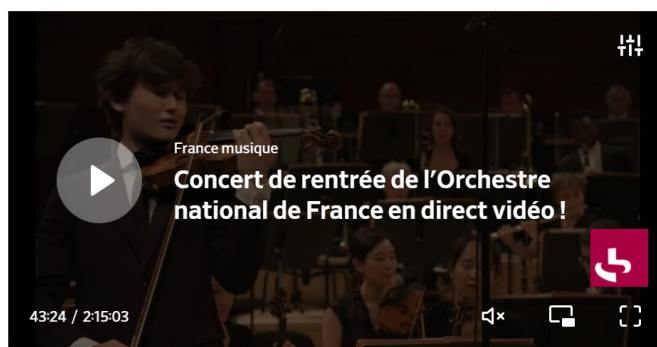 France musique
Concert de rentrée de l'Orchestre
national de France en direct vidéo !
43:24 / 2:15:03